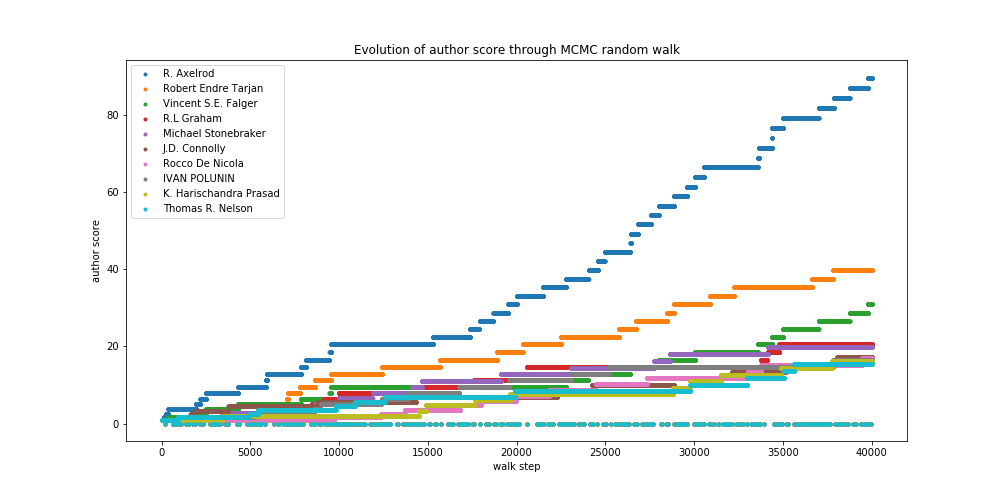 Evolution of author score through MCMC random walk
R. Axelrod
Robert Endre Tarjan
Vincent S.E. Falger
R.L Graham
Michael Stonebraker
J.D. Connolly
Rocco De Nicola
IVAN POLUNIN
K. Harischandra Prasad
Thomas R. Nelson
author score
80
60
40
20
0
0 5000 10000 15000 20000 25000 30000 35000 40000
walk step